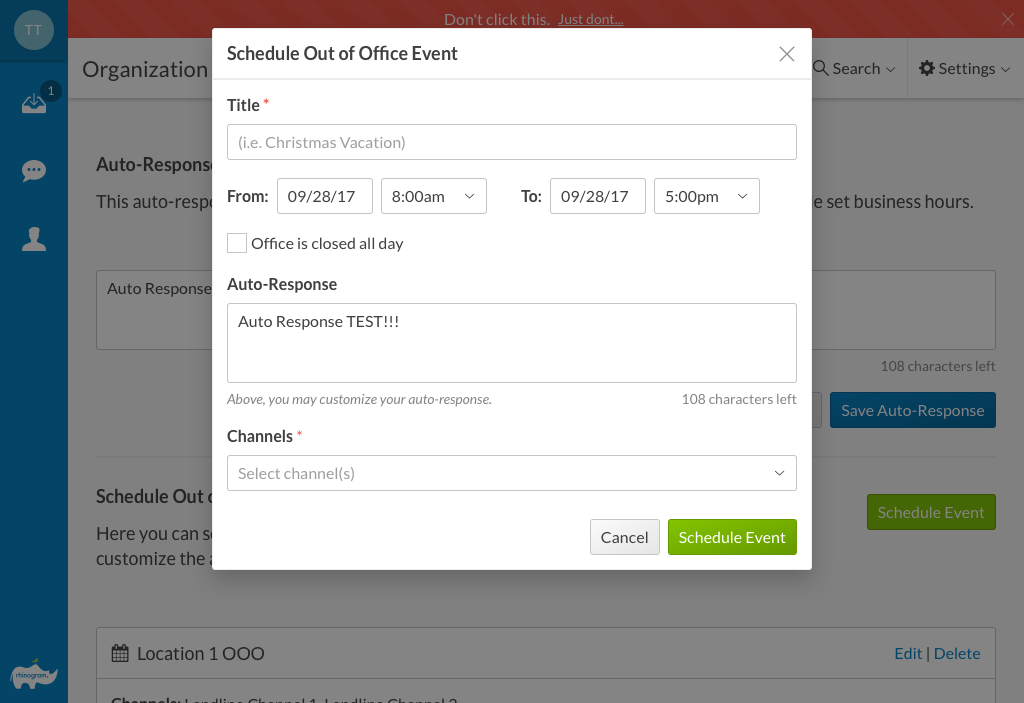 TT
Don't click this. Just dont...
1
Organization
Search
Settings
Schedule Out of Office Event
Title *
(i.e. Christmas Vacation)
From: 09/28/17 8:00am To: 09/28/17 5:00pm
Office is closed all day
Auto-Response
Auto Response TEST!!!
Above, you may customize your auto-response. 108 characters left
Channels *
Select channel(s)
Cancel Schedule Event
Auto-Respons
This auto-resp
set business hours.
Auto Response
108 characters left
Save Auto-Response
Schedule Out
Here you can
customize the
Schedule Event
Location 1 OOO
Edit | Delete
Channels: Landline Channel 1, Landline Channel 2
rhinogram